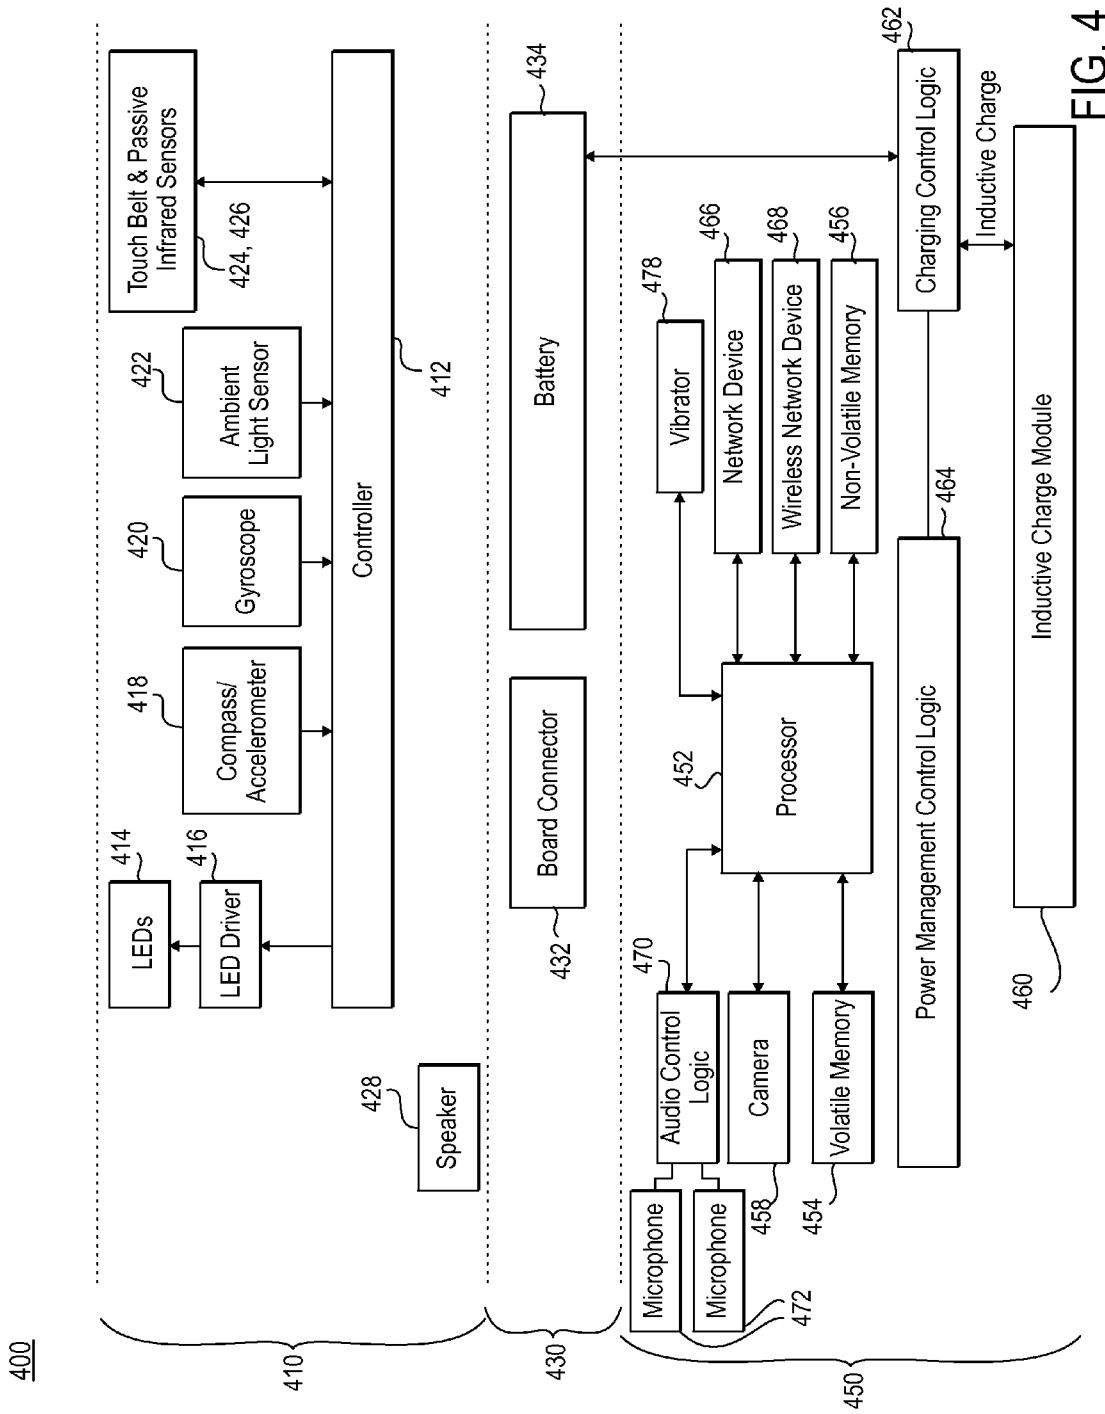 400
410
LEDs
414
LED Driver
416
Compass/
Accelerometer
418
Gyroscope
420
Ambient
Light Sensor
422
Touch Belt & Passive
Infrared Sensors
424, 426
Controller
412
Speaker
428
430
Board Connector
432
Battery
434
450
Microphone
Microphone
472
Audio Control
Logic
470
Camera
458
Volatile Memory
454
Processor
452
Vibrator
478
Network Device
466
Wireless Network Device
468
Non-Volatile Memory
456
Power Management Control Logic
464
Charging Control Logic
462
Inductive Charge
Inductive Charge Module
460
FIG. 4